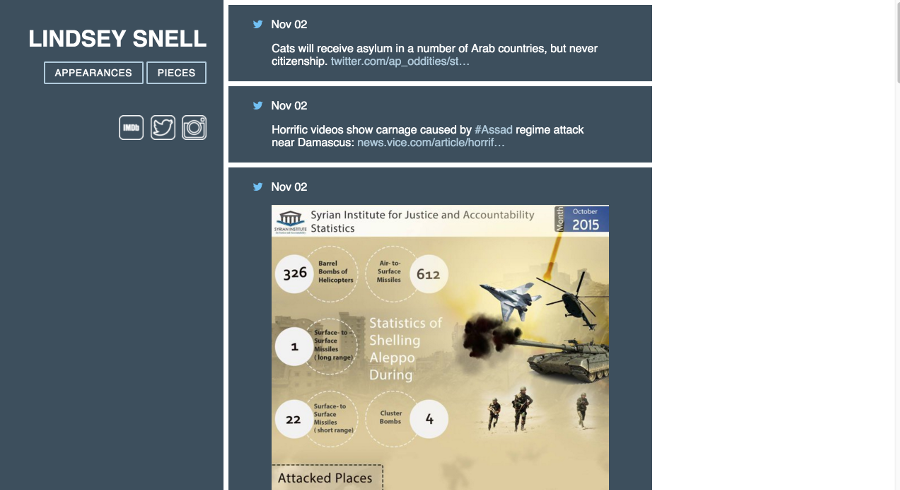 LINDSEY SNELL
APPEARANCES
PIECES
IMDb
Nov 02
Cats will receive asylum in a number of Arab countries, but never
citizenship. twitter.com/ap_oddities/st…
Nov 02
Horrific videos show carnage caused by #Assad regime attack
near Damascus: news.vice.com/article/horrif…
Nov 02
SYRIAN INSTITUTE
Syrian Institute for Justice and Accountability
Statistics
Month
October
2015
326
Barrel
Bombs of
Helicopters
Air- to-
Surface
Missiles
612
1
Surface- to
Surface
Missiles
(long range)
Statistics of
Shelling
Aleppo
During
22
Surface- to
Surface
Missiles
( short range)
Cluster
Bombs
4
Attacked Places